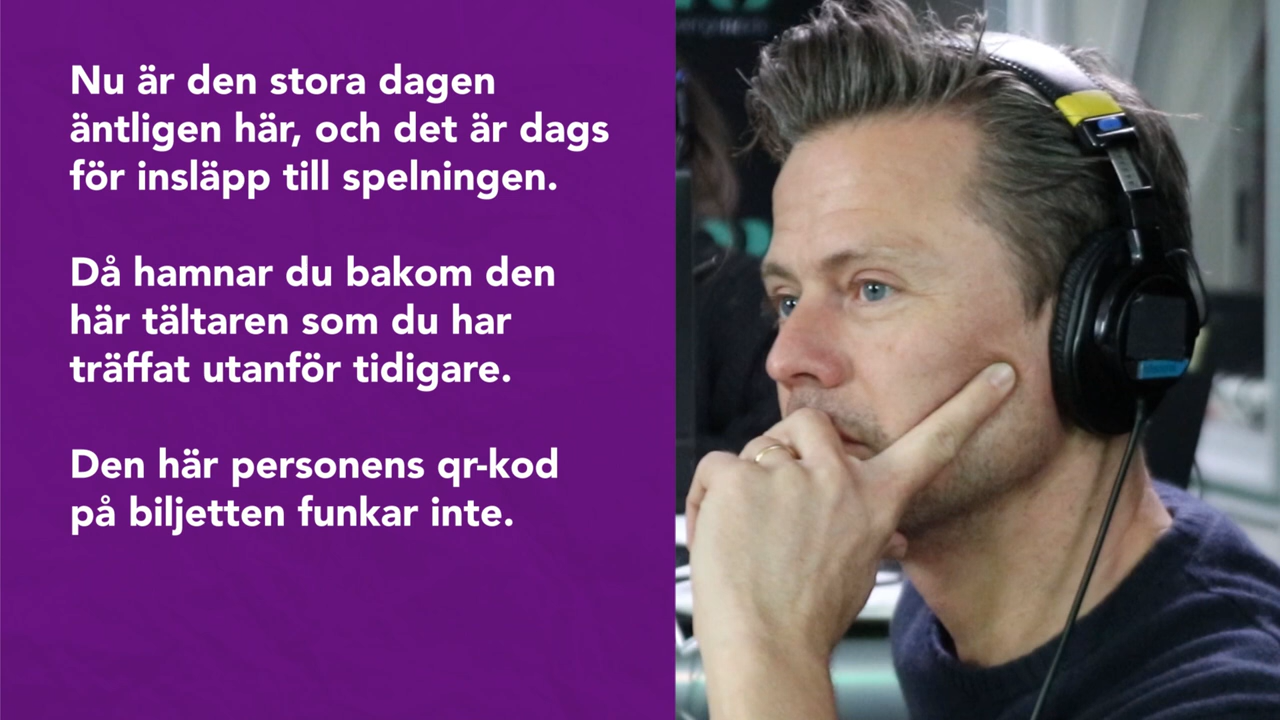 Nu är den stora dagen
äntligen här, och det är dags
för insläpp till spelningen.
Då hamnar du bakom den
här tältaren som du har
träffat utanför tidigare.
Den här personens qr-kod
på biljetten funkar inte.